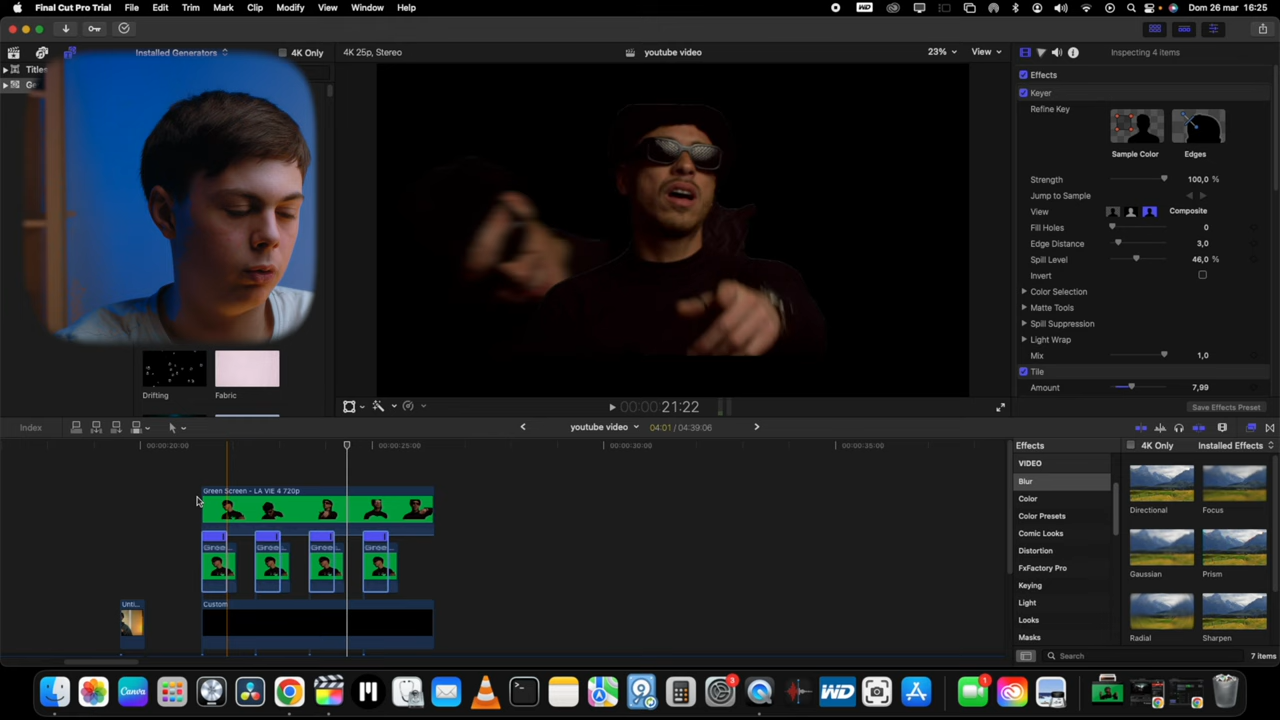 Final Cut Pro Trial File Edit Trim Mark Clip Modify View Window Help Dom 26 mar 16:25
Installed Generators 4K Only 4K 25p, Stereo youtube video 23% View Inspecting 4 items
Titles
Effects
Keyer
Refine Key
Sample Color Edges
Strength 100,0 %
Jump to Sample
View Composite
Fill Holes 0
Edge Distance 3,0
Spill Level 46,0 %
Invert
Color Selection
Matte Tools
Spill Suppression
Light Wrap
Mix 1,0
Tile
Amount 7,99
Drifting Fabric
00:00:21:22
Save Effects Preset
Index youtube video 04:01 / 04:39:06 4K Only Installed Effects
00:00:20:00 00:00:25:00 00:00:30:00 00:00:35:00
Green Screen - LA VIE 4 720p
Gree...
Unti... Custom
Effects
VIDEO
Blur
Color
Color Presets
Comic Looks
Distortion
FxFactory Pro
Keying
Light
Looks
Masks
Directional Focus
Gaussian Prism
Radial Sharpen
Search 7 items
Canva WD
3
1